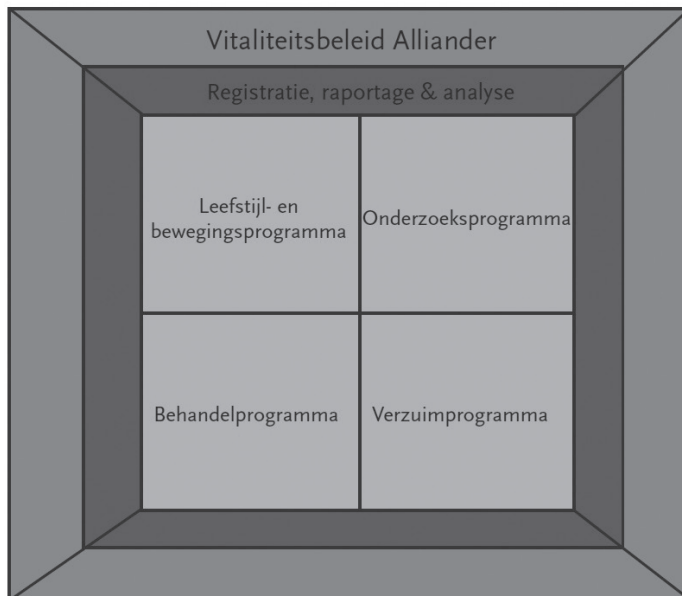 Vitaliteitsbeleid Alliander
Registratie, raportage & analyse
Leefstijl- en
bewegingsprogramma
Onderzoeksprogramma
Behandelprogramma
Verzuimprogramma